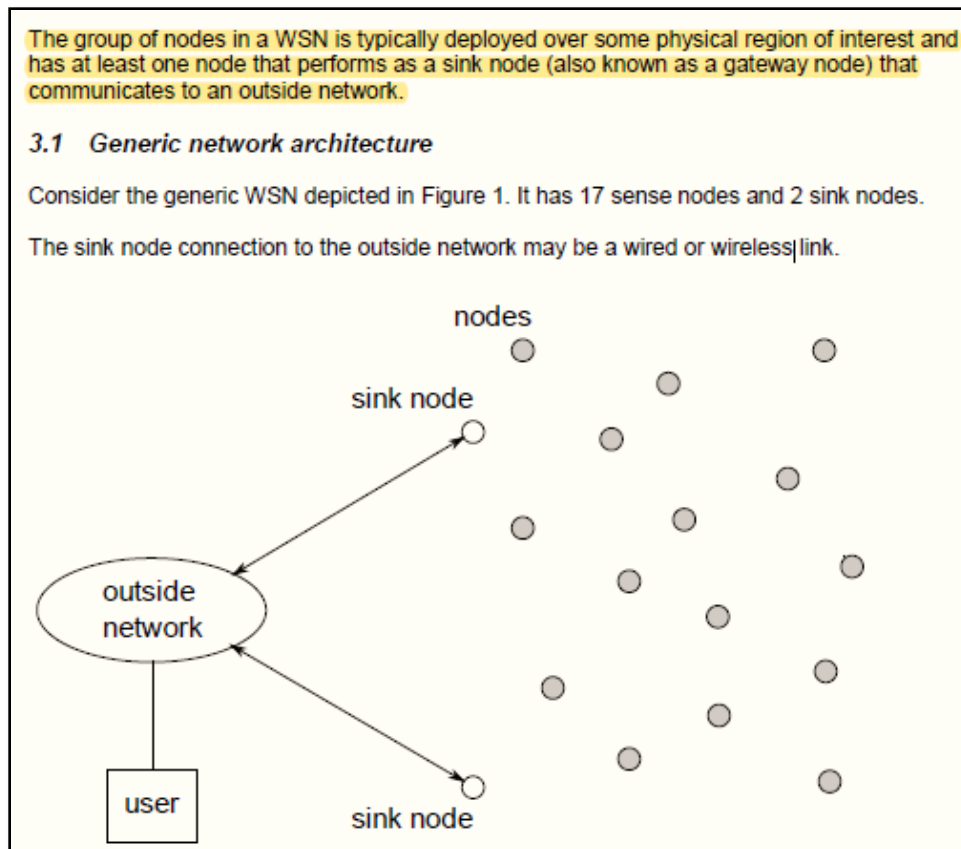 The group of nodes in a WSN is typically deployed over some physical region of interest and
has at least one node that performs as a sink node (also known as a gateway node) that
communicates to an outside network.
3.1 Generic network architecture
Consider the generic WSN depicted in Figure 1. It has 17 sense nodes and 2 sink nodes.
The sink node connection to the outside network may be a wired or wireless link.
nodes
sink node
outside
network
user
sink node